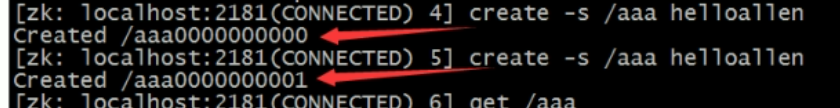 [zk: localhost:2181(CONNECTED) 4] create -s /aaa helloallen
Created /aaa0000000000
[zk: localhost:2181(CONNECTED) 5] create -s /aaa helloallen
Created /aaa0000000001
[zk: localhost:2181(CONNECTED) 6] get /aaa